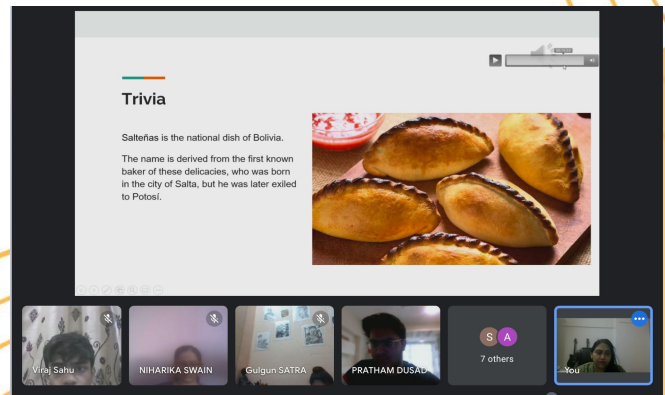 Trivia
Salteñas is the national dish of Bolivia.
The name is derived from the first known
baker of these delicacies, who was born
in the city of Salta, but he was later exiled
to Potosí.
Viraj Sahu
NIHARIKA SWAIN
Gulgun SATRA
PRATHAM DUSAD
S A
7 others
You